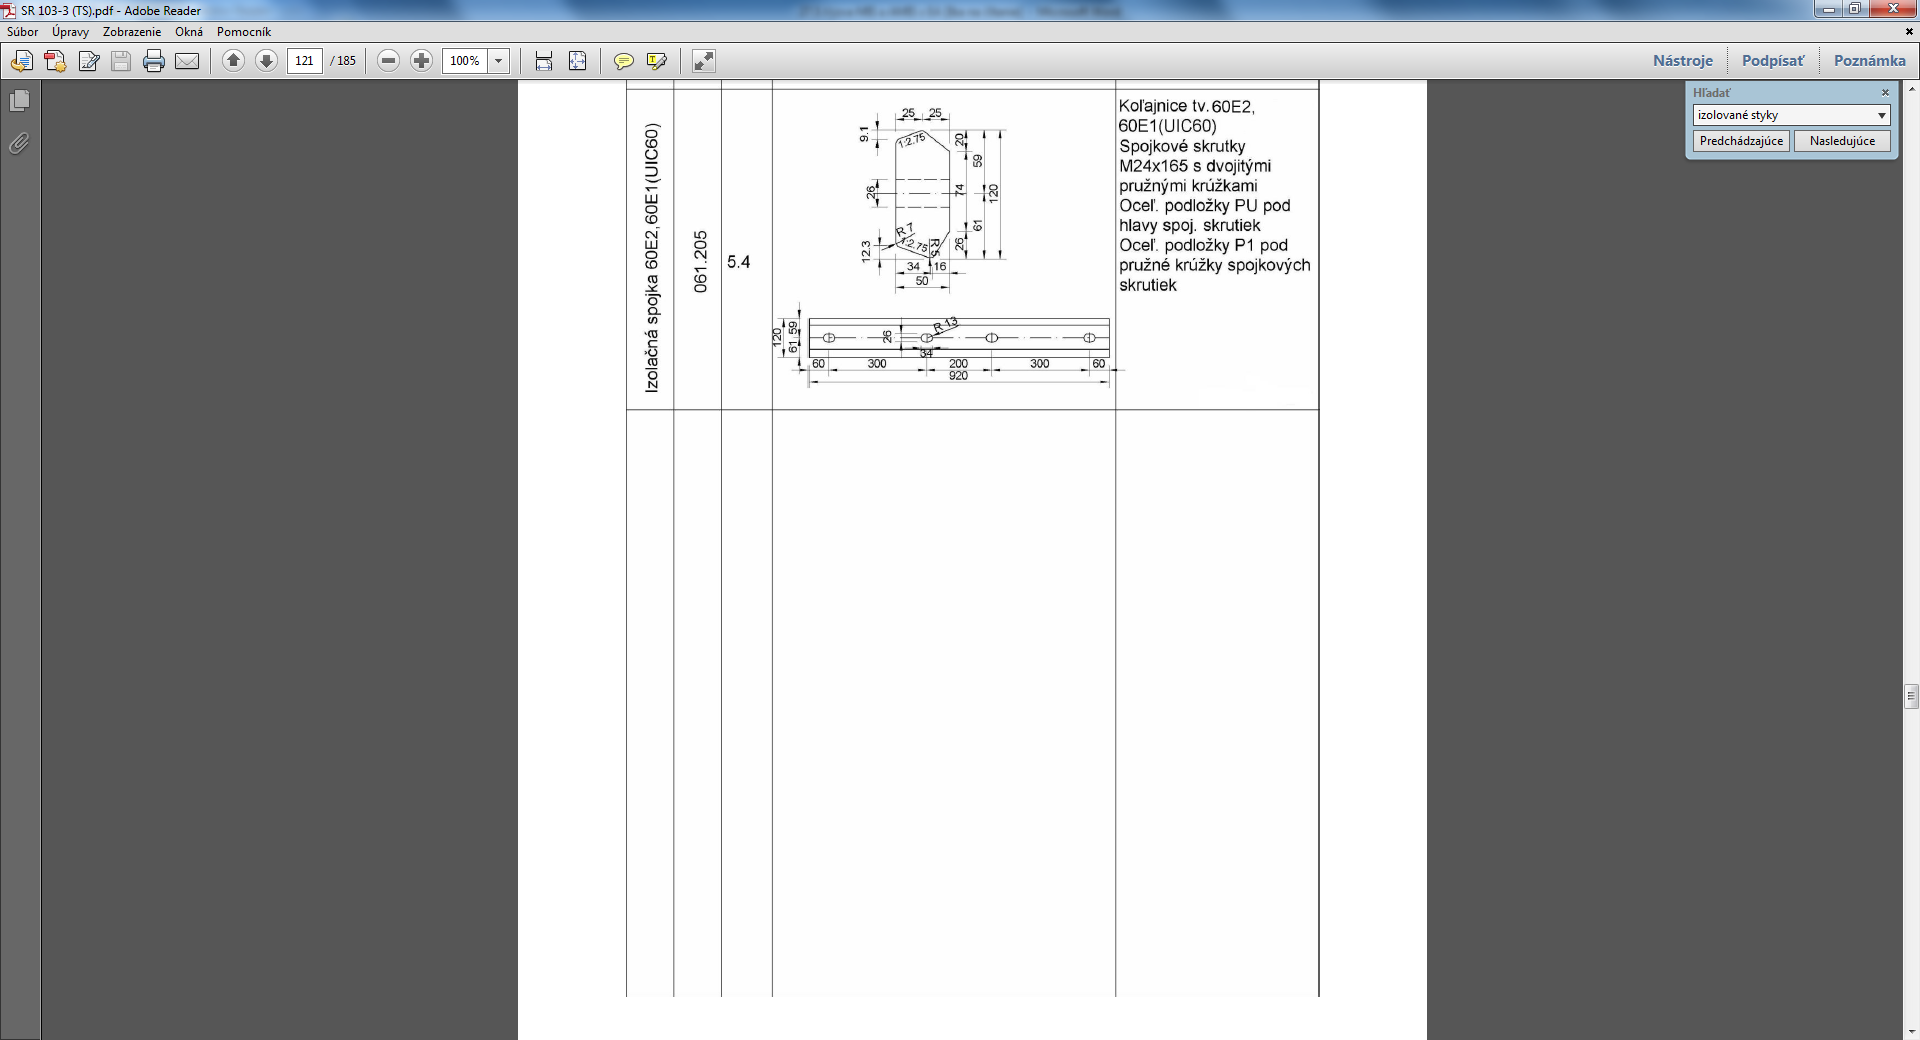 SR 103-3 (TS).pdf - Adobe Reader
Súbor Úpravy Zobrazenie Okná Pomocník
121 / 185 100% Nástroje Podpísať Poznámka
Hľadať
izolované styky
Predchádzajúce Nasledujúce
Izolačná spojka 60E2,60E1(UIC60)
061.205
5.4
25 25
9.1
1:2.75
20
59
74
120
26
61
R 7
1:2.75
R 5
26
12.3
34 16
50
120
59
61
26
R 13
34
60 300 200 300 60
920
Koľajnice tv. 60E2,
60E1(UIC60)
Spojkové skrutky
M24x165 s dvojitými
pružnými krúžkami
Oceľ. podložky PU pod
hlavy spoj. skrutiek
Oceľ. podložky P1 pod
pružné krúžky spojkových
skrutiek